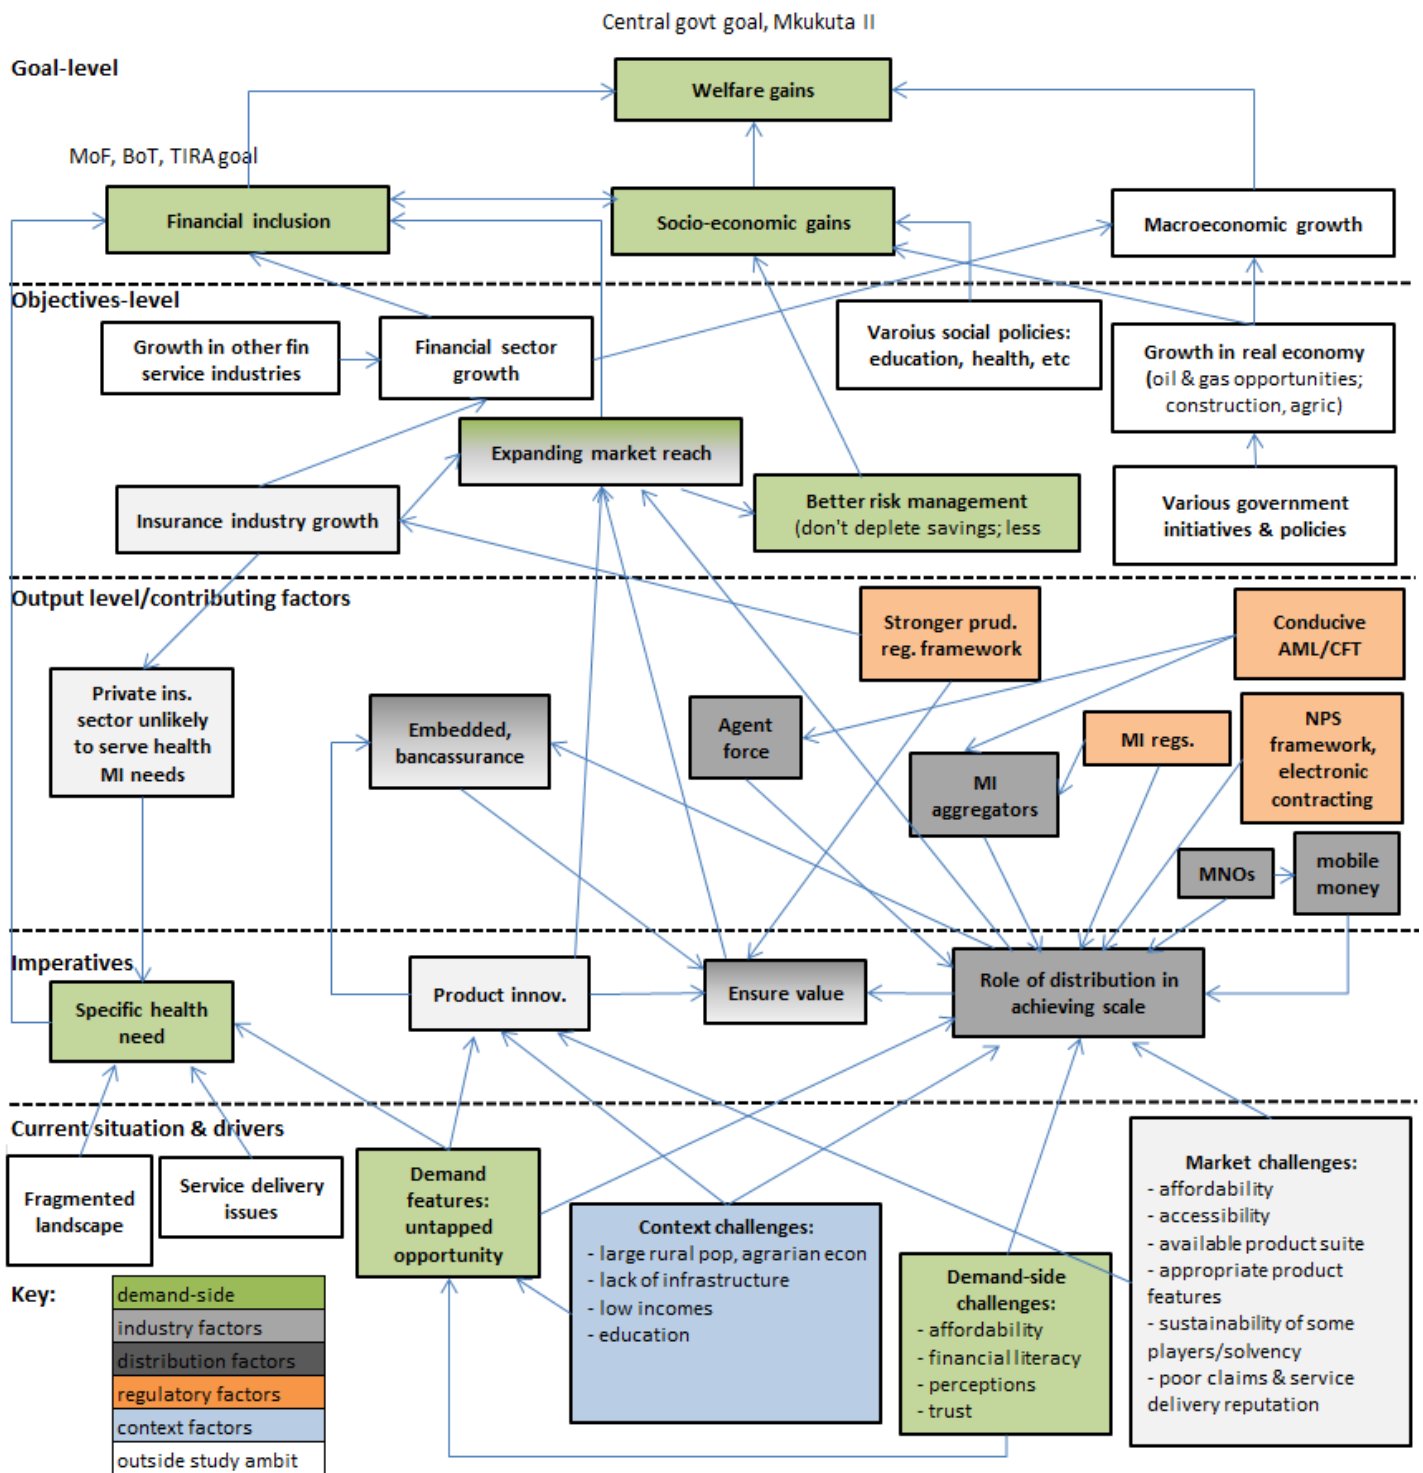 Central govt goal, Mkukuta II
Goal-level
Welfare gains
MoF, BoT, TIRA goal
Financial inclusion
Socio-economic gains
Macroeconomic growth
Objectives-level
Growth in other fin
service industries
Financial sector
growth
Varoius social policies:
education, health, etc
Growth in real economy
(oil & gas opportunities;
construction, agric)
Expanding market reach
Insurance industry growth
Better risk management
(don't deplete savings; less
Various government
initiatives & policies
Output level/contributing factors
Stronger prud.
reg. framework
Conducive
AML/CFT
Private ins.
sector unlikely
to serve health
MI needs
Embedded,
bancassurance
Agent
force
MI regs.
NPS
framework,
electronic
contracting
MI
aggregators
MNOs
mobile
money
Imperatives
Specific health
need
Product innov.
Ensure value
Role of distribution in
achieving scale
Current situation & drivers
Fragmented
landscape
Service delivery
issues
Demand
features:
untapped
opportunity
Context challenges:
- large rural pop, agrarian econ
- lack of infrastructure
- low incomes
- education
Demand-side
challenges:
- affordability
- financial literacy
- perceptions
- trust
Market challenges:
- affordability
- accessibility
- available product suite
- appropriate product
features
- sustainability of some
players/solvency
- poor claims & service
delivery reputation
Key:
demand-side
industry factors
distribution factors
regulatory factors
context factors
outside study ambit